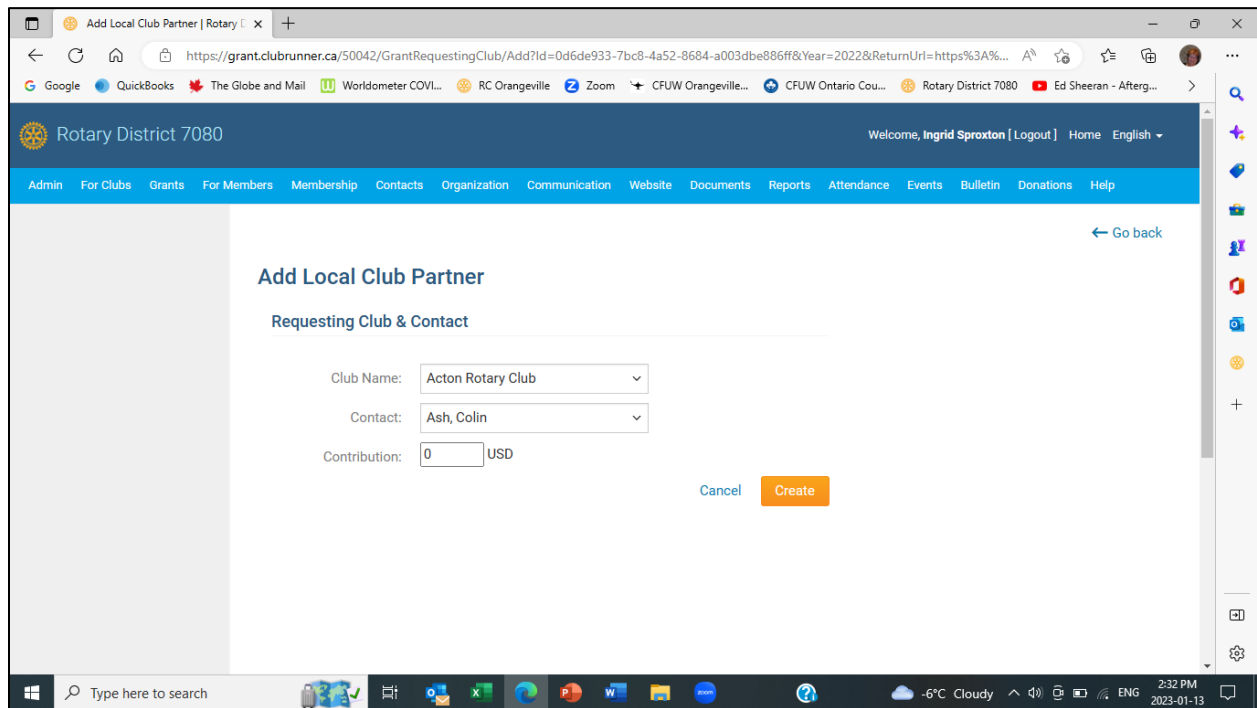 Add Local Club Partner | Rotary D
https://grant.clubrunner.ca/50042/GrantRequestingClub/Add?Id=0d6de933-7bc8-4a52-8684-a003dbe886ff&Year=2022&ReturnUrl=https%3A%...
Google QuickBooks The Globe and Mail Worldometer COVI... RC Orangeville Zoom CFUW Orangeville... CFUW Ontario Cou... Rotary District 7080 Ed Sheeran - Afterg...
Rotary District 7080
Welcome, Ingrid Sproxton [ Logout ] Home English
Admin For Clubs Grants For Members Membership Contacts Organization Communication Website Documents Reports Attendance Events Bulletin Donations Help
← Go back
Add Local Club Partner
Requesting Club & Contact
Club Name: Acton Rotary Club
Contact: Ash, Colin
Contribution: 0 USD
Cancel Create
Type here to search
zoom
-6°C Cloudy
ENG
2:32 PM
2023-01-13